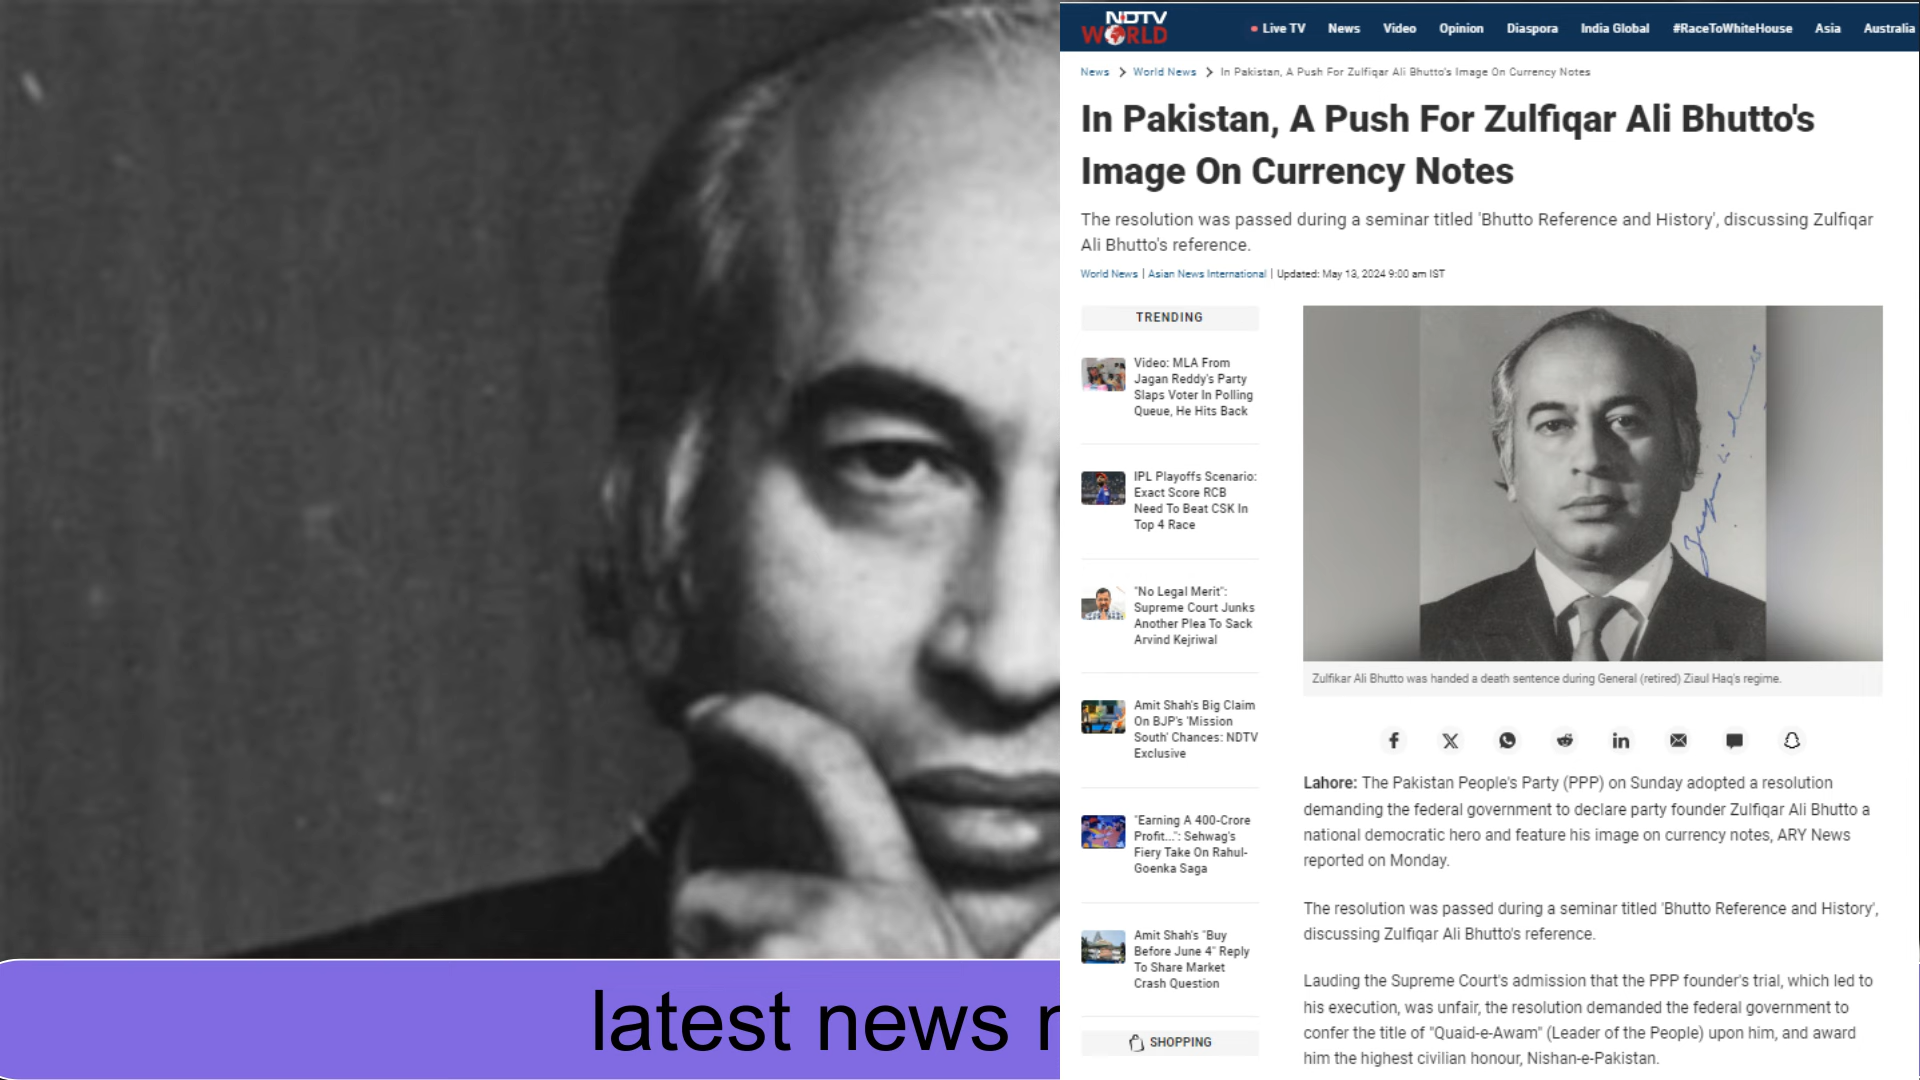 latest news
NDTV
WORLD
Live TV News Video Opinion Diaspora India Global #RaceToWhiteHouse Asia Australia
News > World News > In Pakistan, A Push For Zulfiqar Ali Bhutto's Image On Currency Notes
In Pakistan, A Push For Zulfiqar Ali Bhutto's
Image On Currency Notes
The resolution was passed during a seminar titled 'Bhutto Reference and History', discussing Zulfiqar
Ali Bhutto's reference.
World News | Asian News International | Updated: May 13, 2024 9:00 am IST
TRENDING
Video: MLA From
Jagan Reddy's Party
Slaps Voter In Polling
Queue, He Hits Back
IPL Playoffs Scenario:
Exact Score RCB
Need To Beat CSK In
Top 4 Race
"No Legal Merit":
Supreme Court Junks
Another Plea To Sack
Arvind Kejriwal
Amit Shah's Big Claim
On BJP's 'Mission
South' Chances: NDTV
Exclusive
"Earning A 400-Crore
Profit...": Sehwag's
Fiery Take On Rahul-
Goenka Saga
Amit Shah's "Buy
Before June 4" Reply
To Share Market
Crash Question
SHOPPING
Zulfikar Ali Bhutto was handed a death sentence during General (retired) Ziaul Haq's regime.
Lahore: The Pakistan People's Party (PPP) on Sunday adopted a resolution
demanding the federal government to declare party founder Zulfiqar Ali Bhutto a
national democratic hero and feature his image on currency notes, ARY News
reported on Monday.
The resolution was passed during a seminar titled 'Bhutto Reference and History',
discussing Zulfiqar Ali Bhutto's reference.
Lauding the Supreme Court's admission that the PPP founder's trial, which led to
his execution, was unfair, the resolution demanded the federal government to
confer the title of "Quaid-e-Awam" (Leader of the People) upon him, and award
him the highest civilian honour, Nishan-e-Pakistan.